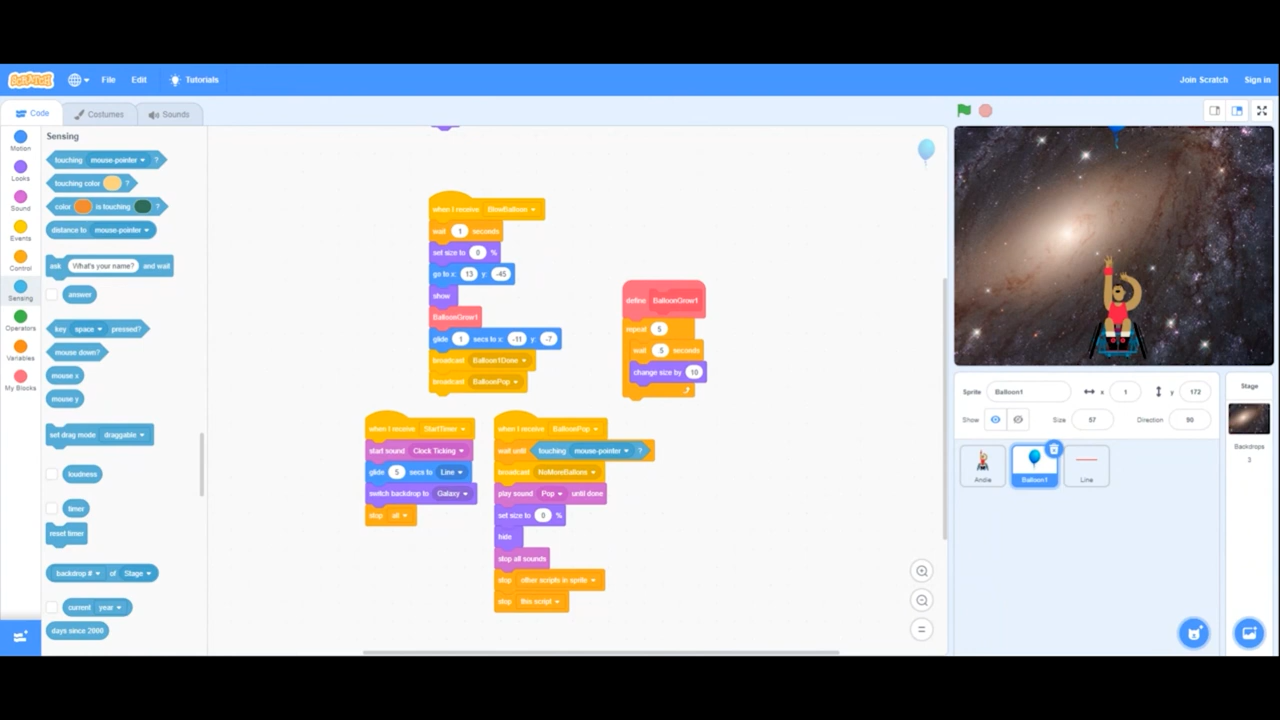 SCRATCH File Edit Tutorials Join Scratch Sign in
Code Costumes Sounds
Motion
Looks
Sound
Events
Control
Sensing
Operators
Variables
My Blocks
Sensing
touching mouse-pointer ?
touching color ?
color is touching ?
distance to mouse-pointer
ask What's your name? and wait
answer
key space pressed?
mouse down?
mouse x
mouse y
set drag mode draggable
loudness
timer
reset timer
backdrop # of Stage
current year
days since 2000
when I receive BlowBalloon
wait 1 seconds
set size to 0 %
go to x: 13 y: -45
show
BalloonGrow1
glide 1 secs to x: -11 y: -7
broadcast Balloon1Done
broadcast BalloonPop
define BalloonGrow1
repeat 5
wait .5 seconds
change size by 10
when I receive StartTimer
start sound Clock Ticking
glide 5 secs to Line
switch backdrop to Galaxy
stop all
when I receive BalloonPop
wait until touching mouse-pointer ?
broadcast NoMoreBallons
play sound Pop until done
set size to 0 %
hide
stop all sounds
stop other scripts in sprite
stop this script
Sprite Balloon1 x 1 y 172
Show Size 57 Direction 90
Andie Balloon1 Line
Stage
Backdrops
3